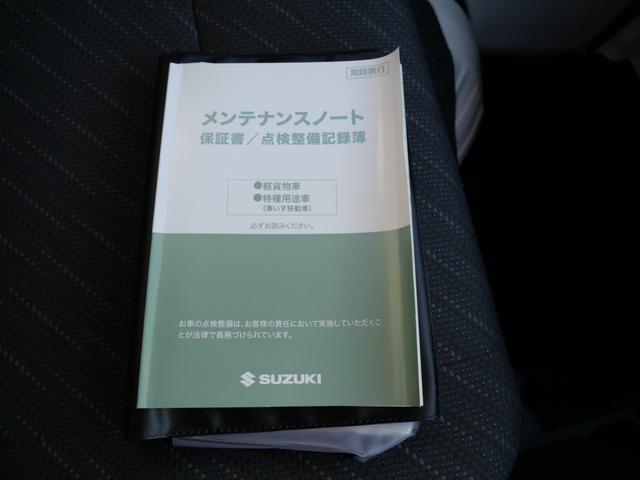 常時携行
メンテナンスノート
保証書／点検整備記録簿
●軽貨物車
●特種用途車
（車いす移動車）
必ずお読みください。
お車の点検整備は、お客様の責任において実施していただくこ
とが法律で義務づけられています。
SUZUKI